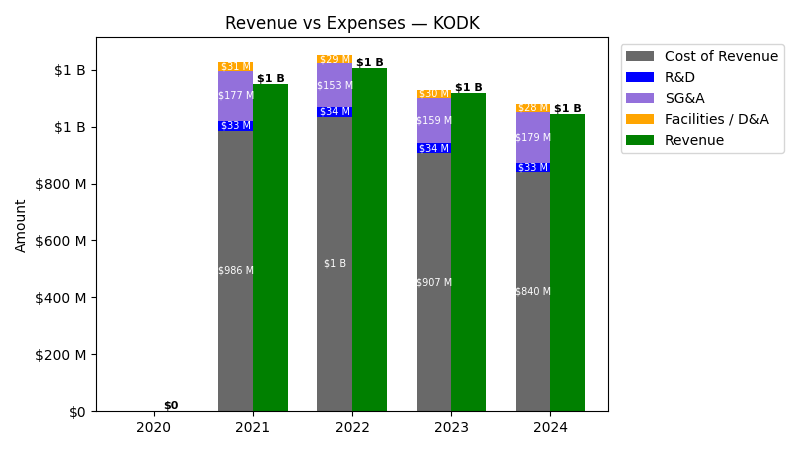 Revenue vs Expenses — KODK
Amount
$1 B
$1 B
$800 M
$600 M
$400 M
$200 M
$0
$0
$31 M
$177 M
$33 M
$986 M
$1 B
$29 M
$153 M
$34 M
$1 B
$1 B
$30 M
$159 M
$34 M
$907 M
$1 B
$28 M
$179 M
$33 M
$840 M
$1 B
2020
2021
2022
2023
2024
Cost of Revenue
R&D
SG&A
Facilities / D&A
Revenue